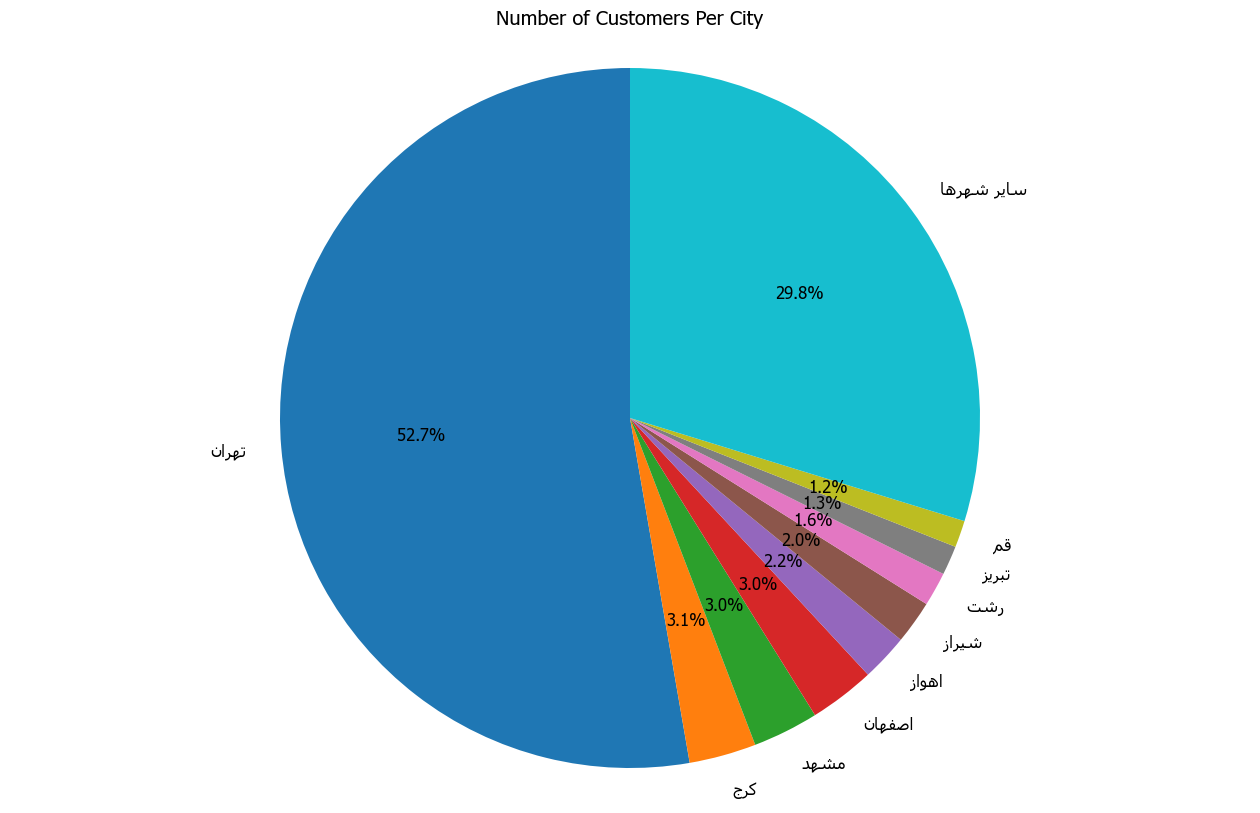 Number of Customers Per City
سایر شهرها
29.8%
تهران
52.7%
1.2%
1.3%
1.6%
2.0%
2.2%
3.0%
3.0%
3.1%
قم
تبریز
رشت
شیراز
اهواز
اصفهان
مشهد
کرج